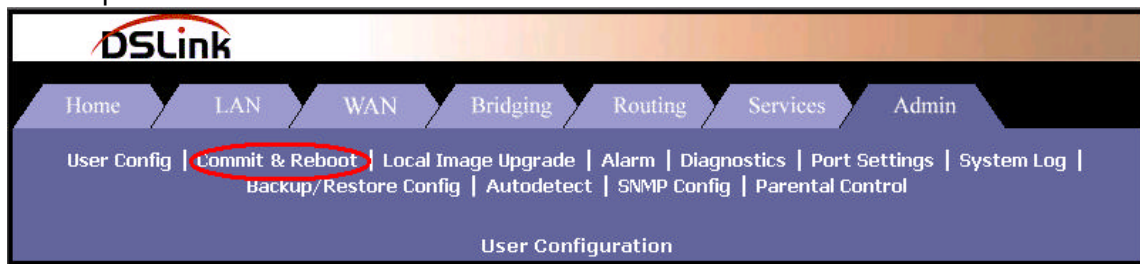 DSLink
Home LAN WAN Bridging Routing Services Admin
User Config | Commit & Reboot | Local Image Upgrade | Alarm | Diagnostics | Port Settings | System Log |
Backup/Restore Config | Autodetect | SNMP Config | Parental Control
User Configuration